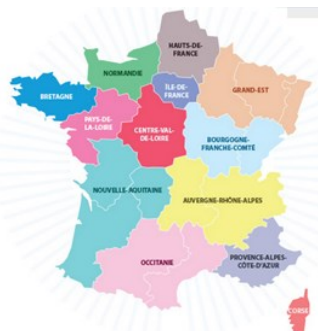 HAUTS-DE-
FRANCE
NORMANDIE
ÎLE-DE-
FRANCE
GRAND-EST
BRETAGNE
PAYS-DE-
LA-LOIRE
CENTRE-VAL-
DE-LOIRE
BOURGOGNE-
FRANCHE-COMTÉ
NOUVELLE-AQUITAINE
AUVERGNE-RHÔNE-ALPES
OCCITANIE
PROVENCE-ALPES-
CÔTE-D'AZUR
CORSE